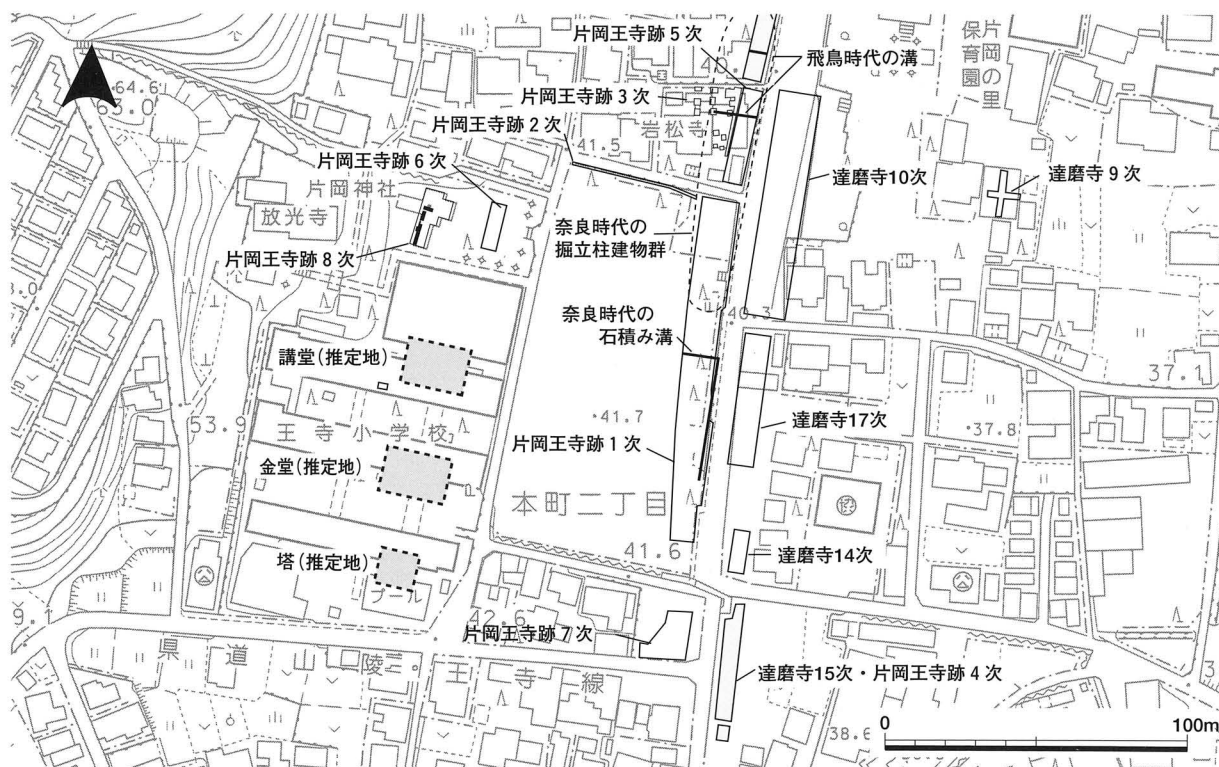 片岡王寺跡5次
飛鳥時代の溝
片岡王寺跡3次
片岡王寺跡2次
岩松寺
41.5
片岡の里
保育園
64.6
63.0
片岡王寺跡6次
片岡神社
放光寺
達磨寺10次
達磨寺9次
奈良時代の
掘立柱建物群
片岡王寺跡8次
40.3
奈良時代の
石積み溝
講堂(推定地)
37.1
53.9
王寺小学校
41.7
達磨寺17次
37.8
片岡王寺跡1次
金堂(推定地)
本町二丁目
41.6
達磨寺14次
塔(推定地)
プール
42.6
片岡王寺跡7次
県道山陵王寺線
達磨寺15次・片岡王寺跡4次
38.6
0
100m